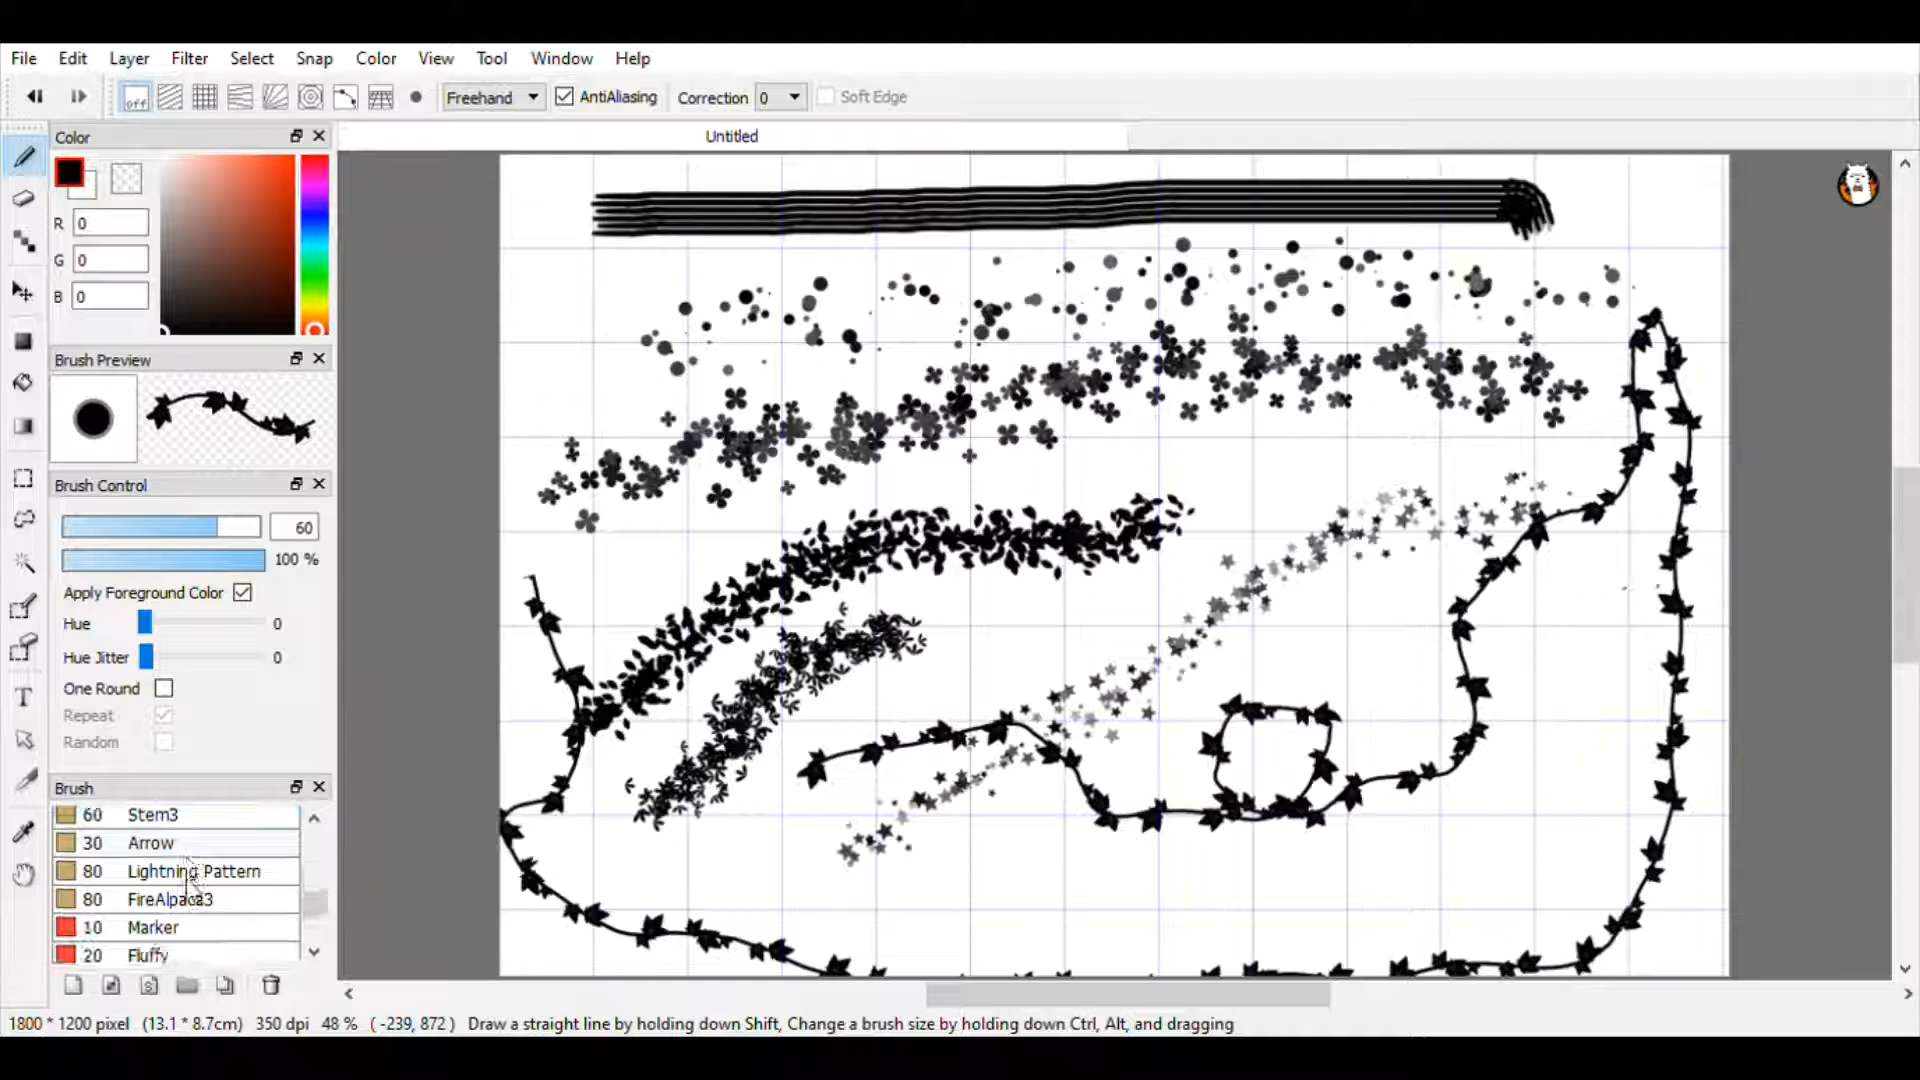 File Edit Layer Filter Select Snap Color View Tool Window Help
off Freehand AntiAliasing Correction 0 Soft Edge
Color
Untitled
R 0
G 0
B 0
Brush Preview
Brush Control
60
100 %
Apply Foreground Color
Hue 0
Hue Jitter 0
One Round
Repeat
Random
Brush
60 Stem3
30 Arrow
80 Lightning Pattern
80 FireAlpaca3
10 Marker
20 Fluffy
1800 * 1200 pixel (13.1 * 8.7cm) 350 dpi 48 % ( -239, 872 ) Draw a straight line by holding down Shift, Change a brush size by holding down Ctrl, Alt, and dragging